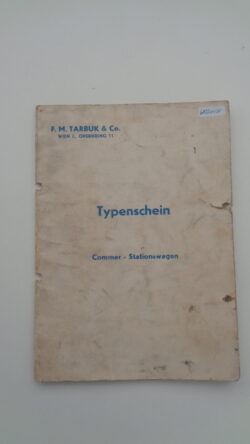 F. M. TARBUK & Co.
WIEN I., OPERNRING 11
Typenschein
Commer - Stationswagen